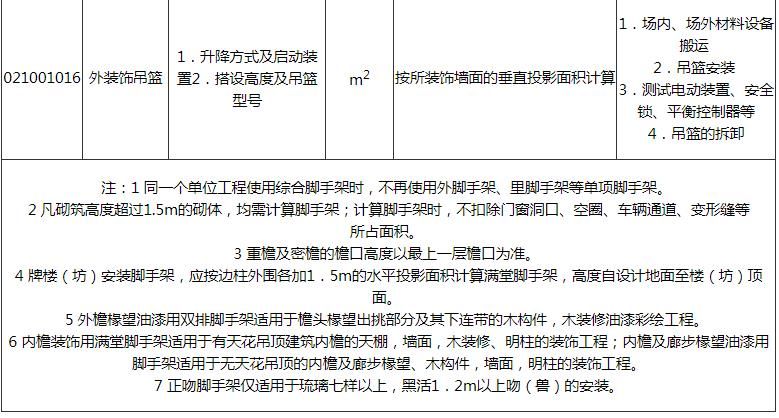 021001016
外装饰吊篮
1．升降方式及启动装
置2．搭设高度及吊篮
型号
m²
按所装饰墙面的垂直投影面积计算
1．场内、场外材料设备
搬运
2．吊篮安装
3．测试电动装置、安全
锁、平衡控制器等
4．吊篮的拆卸
注：1 同一个单位工程使用综合脚手架时，不再使用外脚手架、里脚手架等单项脚手架。
2 凡砌筑高度超过1.5m的砌体，均需计算脚手架；计算脚手架时，不扣除门窗洞口、空圈、车辆通道、变形缝等
所占面积。
3 重檐及密檐的檐口高度以最上一层檐口为准。
4 牌楼（坊）安装脚手架，应按边柱外围各加1．5m的水平投影面积计算满堂脚手架，高度自设计地面至楼（坊）顶
面。
5 外檐椽望油漆用双排脚手架适用于檐头椽望出挑部分及其下连带的木构件，木装修油漆彩绘工程。
6 内檐装饰用满堂脚手架适用于有天花吊顶建筑内檐的天棚，墙面，木装修、明柱的装饰工程；内檐及廊步椽望油漆用
脚手架适用于无天花吊顶的内檐及廊步椽望、木构件，墙面，明柱的装饰工程。
7 正吻脚手架仅适用于琉璃七样以上，黑活1．2m以上吻（兽）的安装。